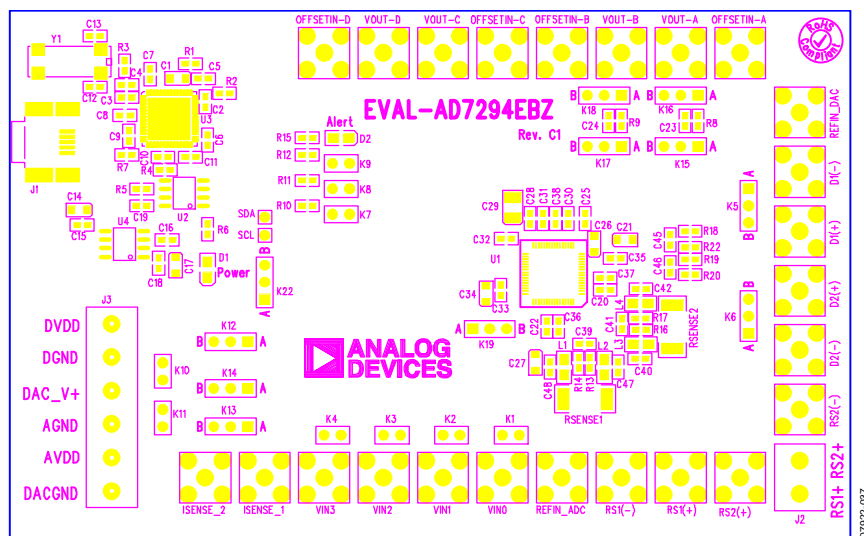 OFFSETIN-D VOUT-D VOUT-C OFFSETIN-C OFFSETIN-B VOUT-B VOUT-A OFFSETIN-A
RoHS
Compliant
C13
Y1
R3
C7
C1
R1
C5
R2
C4
C12
C3
C2
U3
C8
C9
C6
R7
C10
C11
R4
J1
R5
C19
U2
C14
C15
U4
C16
R6
C18
C17
D1
Power
EVAL-AD7294EBZ
Rev. C1
Alert
R15
D2
R12
K9
R11
K8
R10
K7
SDA
SCL
B
K22
A
B K18 A
C24
R9
B A
K17
B K16 A
C23
R8
B A
K15
REFIN_DAC
D1(-)
D1(+)
D2(+)
D2(-)
RS2(-)
A
K5
B
B
K6
A
C29
C28
C31
C38
C30
C25
C26
C21
C32
U1
C35
C37
C20
C34
C33
C45
C46
R18
R22
R19
R20
C42
L4
C41
R17
R16
L3
C40
RSENSE2
A B
K19
C22
C36
C39
C27
L1
C48
R14
R13
L2
C47
RSENSE1
J3
DVDD
DGND
DAC_V+
AGND
AVDD
DACGND
K10
K11
K12
B A
K14
B A
K13
B A
ANALOG
DEVICES
K4
K3
K2
K1
ISENSE_2 ISENSE_1 VIN3 VIN2 VIN1 VIN0 REFIN_ADC RS1(-) RS1(+) RS2(+)
J2
RS1+ RS2+
07922-027